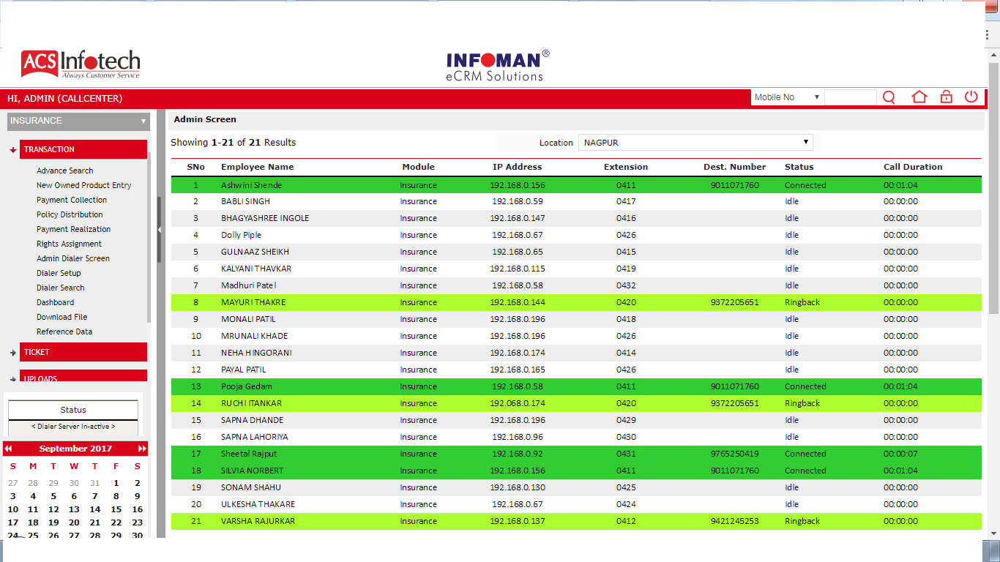 ACS Infotech
Always Customer Service
INFOMAN®
eCRM Solutions
HI, ADMIN (CALLCENTER)
Mobile No
INSURANCE
TRANSACTION
Advance Search
New Owned Product Entry
Payment Collection
Policy Distribution
Payment Realization
Rights Assignment
Admin Dialer Screen
Dialer Setup
Dialer Search
Dashboard
Download File
Reference Data
TICKET
UPLOADS
Status
< Dialer Server In-active >
September 2017
S M T W T F S
27 28 29 30 31 1 2
3 4 5 6 7 8 9
10 11 12 13 14 15 16
17 18 19 20 21 22 23
24 25 26 27 28 29 30
Admin Screen
Showing 1-21 of 21 Results
Location NAGPUR
SNo Employee Name Module IP Address Extension Dest. Number Status Call Duration
1 Ashwini Shende Insurance 192.168.0.156 0411 9011071760 Connected 00:01:04
2 BABLI SINGH Insurance 192.168.0.59 0417 Idle 00:00:00
3 BHAGYASHREE INGOLE Insurance 192.168.0.147 0416 Idle 00:00:00
4 Dolly Piple Insurance 192.168.0.67 0426 Idle 00:00:00
5 GULNAAZ SHEIKH Insurance 192.168.0.65 0415 Idle 00:00:00
6 KALYANI THAVKAR Insurance 192.168.0.115 0419 Idle 00:00:00
7 Madhuri Patel Insurance 192.168.0.58 0432 Idle 00:00:00
8 MAYURI THAKRE Insurance 192.168.0.144 0420 9372205651 Ringback 00:00:00
9 MONALI PATIL Insurance 192.168.0.196 0418 Idle 00:00:00
10 MRUNALI KHADE Insurance 192.168.0.196 0426 Idle 00:00:00
11 NEHA HINGORANI Insurance 192.168.0.174 0414 Idle 00:00:00
12 PAYAL PATIL Insurance 192.168.0.165 0426 Idle 00:00:00
13 Pooja Gedam Insurance 192.168.0.58 0411 9011071760 Connected 00:01:04
14 RUCHI ITANKAR Insurance 192.068.0.174 0420 9372205651 Ringback 00:00:00
15 SAPNA DHANDE Insurance 192.168.0.196 0429 Idle 00:00:00
16 SAPNA LAHORIYA Insurance 192.168.0.96 0430 Idle 00:00:00
17 Sheetal Rajput Insurance 192.168.0.92 0431 9765250419 Connected 00:00:07
18 SILVIA NORBERT Insurance 192.168.0.156 0411 9011071760 Connected 00:01:04
19 SONAM SHAHU Insurance 192.168.0.130 0425 Idle 00:00:00
20 ULKESHA THAKARE Insurance 192.168.0.67 0424 Idle 00:00:00
21 VARSHA RAJURKAR Insurance 192.168.0.137 0412 9421245253 Ringback 00:00:00